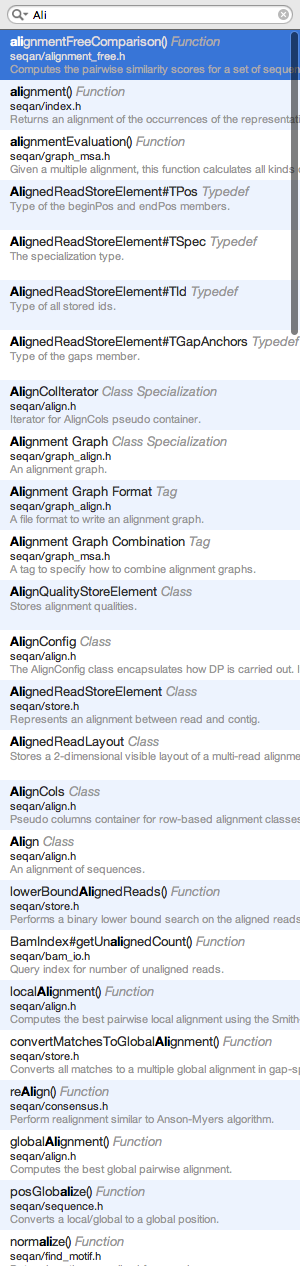 Ali
alignmentFreeComparison() Function
seqan/alignment_free.h
Computes the pairwise similarity scores for a set of sequen
alignment() Function
seqan/index.h
Returns an alignment of the occurrences of the representati
alignmentEvaluation() Function
seqan/graph_msa.h
Given a multiple alignment, this function calculates all kinds o
AlignedReadStoreElement#TPos Typedef
Type of the beginPos and endPos members.
AlignedReadStoreElement#TSpec Typedef
The specialization type.
AlignedReadStoreElement#TId Typedef
Type of all stored ids.
AlignedReadStoreElement#TGapAnchors Typedef
Type of the gaps member.
AlignColIterator Class Specialization
seqan/align.h
Iterator for AlignCols pseudo container.
Alignment Graph Class Specialization
seqan/graph_align.h
An alignment graph.
Alignment Graph Format Tag
seqan/graph_align.h
A file format to write an alignment graph.
Alignment Graph Combination Tag
seqan/graph_msa.h
A tag to specify how to combine alignment graphs.
AlignQualityStoreElement Class
Stores alignment qualities.
AlignConfig Class
seqan/align.h
The AlignConfig class encapsulates how DP is carried out. I
AlignedReadStoreElement Class
seqan/store.h
Represents an alignment between read and contig.
AlignedReadLayout Class
Stores a 2-dimensional visible layout of a multi-read alignme
AlignCols Class
seqan/align.h
Pseudo columns container for row-based alignment classes
Align Class
seqan/align.h
An alignment of sequences.
lowerBoundAlignedReads() Function
seqan/store.h
Performs a binary lower bound search on the aligned reads
BamIndex#getUnalignedCount() Function
seqan/bam_io.h
Query index for number of unaligned reads.
localAlignment() Function
seqan/align.h
Computes the best pairwise local alignment using the Smith-
convertMatchesToGlobalAlignment() Function
seqan/store.h
Converts all matches to a multiple global alignment in gap-sp
reAlign() Function
seqan/consensus.h
Perform realignment similar to Anson-Myers algorithm.
globalAlignment() Function
seqan/align.h
Computes the best global pairwise alignment.
posGlobalize() Function
seqan/sequence.h
Converts a local/global to a global position.
normalize() Function
seqan/find_motif.h